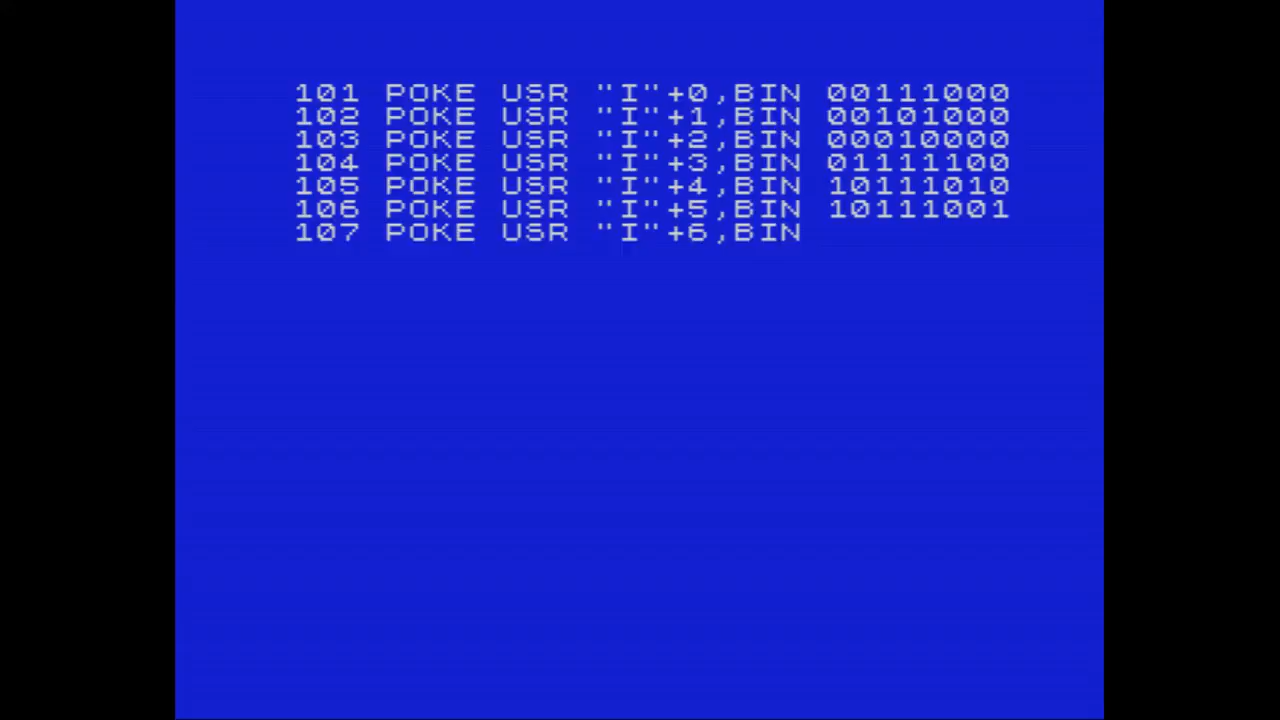 101 POKE USR "I"+0,BIN 00111000
102 POKE USR "I"+1,BIN 00101000
103 POKE USR "I"+2,BIN 00010000
104 POKE USR "I"+3,BIN 01111100
105 POKE USR "I"+4,BIN 10111010
106 POKE USR "I"+5,BIN 10111001
107 POKE USR "I"+6,BIN